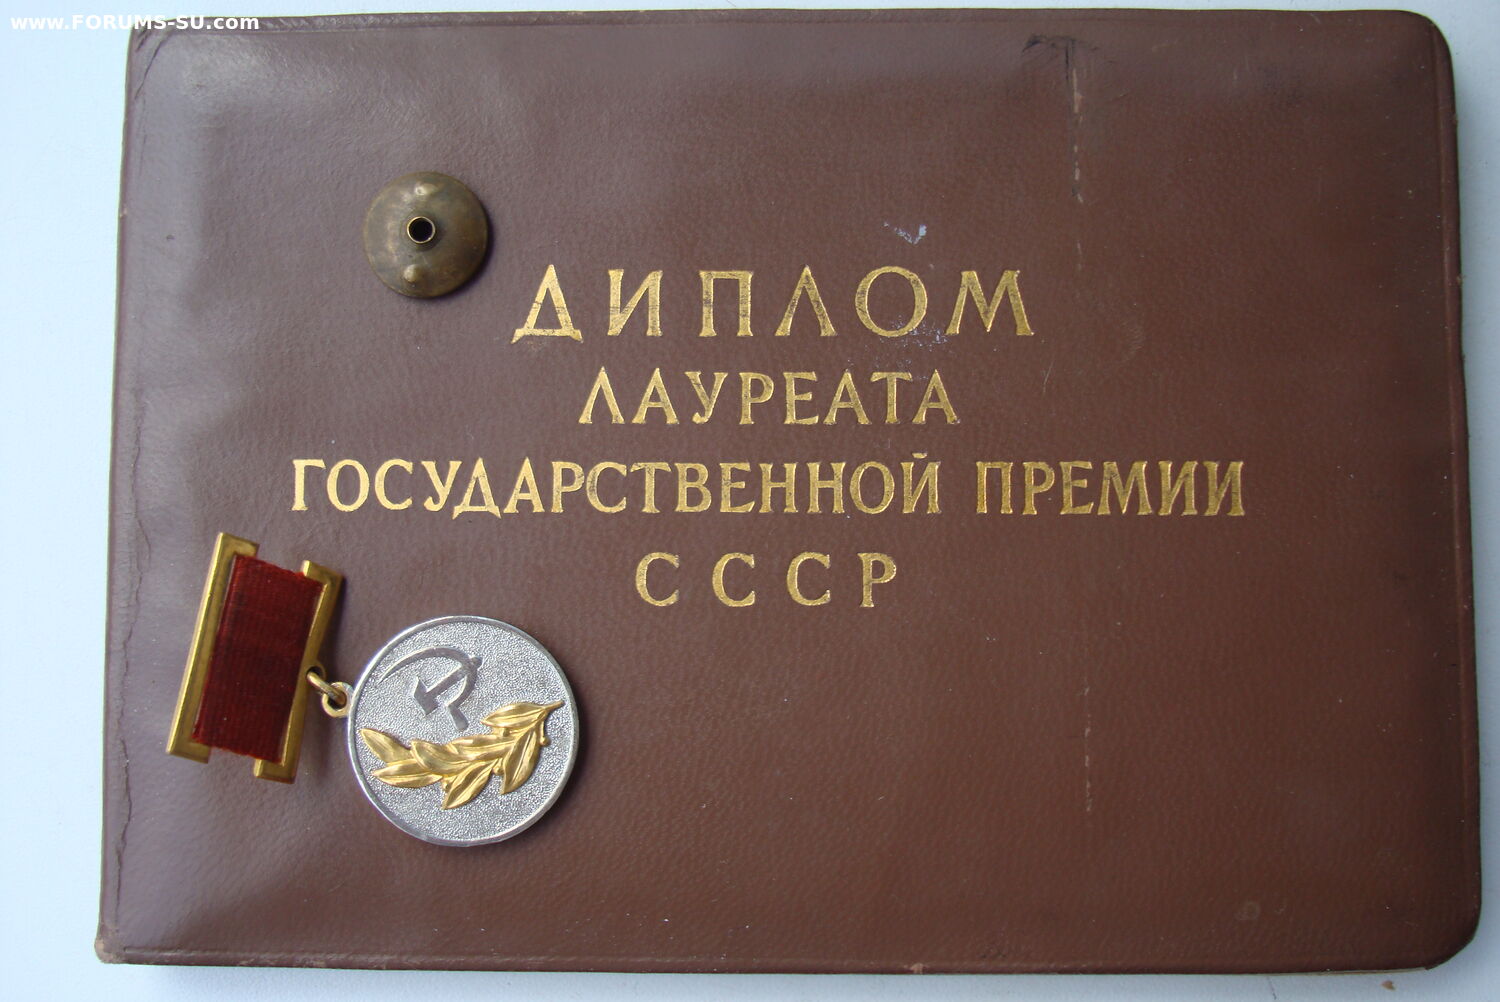 www.FORUMS-SU.com
ДИПЛОМ
ЛАУРЕАТА
ГОСУДАРСТВЕННОЙ ПРЕМИИ
СССР